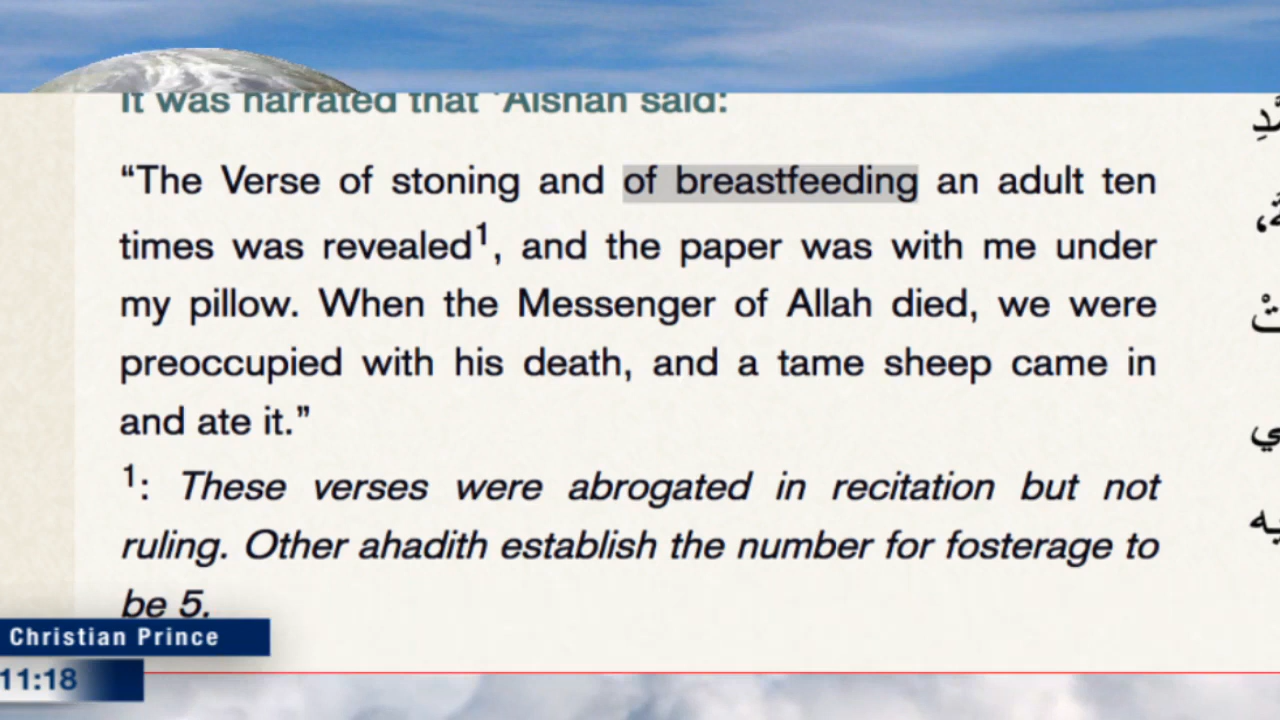 It was narrated that 'Aishah said:
“The Verse of stoning and of breastfeeding an adult ten
times was revealed¹, and the paper was with me under
my pillow. When the Messenger of Allah died, we were
preoccupied with his death, and a tame sheep came in
and ate it.”
¹: These verses were abrogated in recitation but not
ruling. Other ahadith establish the number for fosterage to
be 5.
Christian Prince
11:18